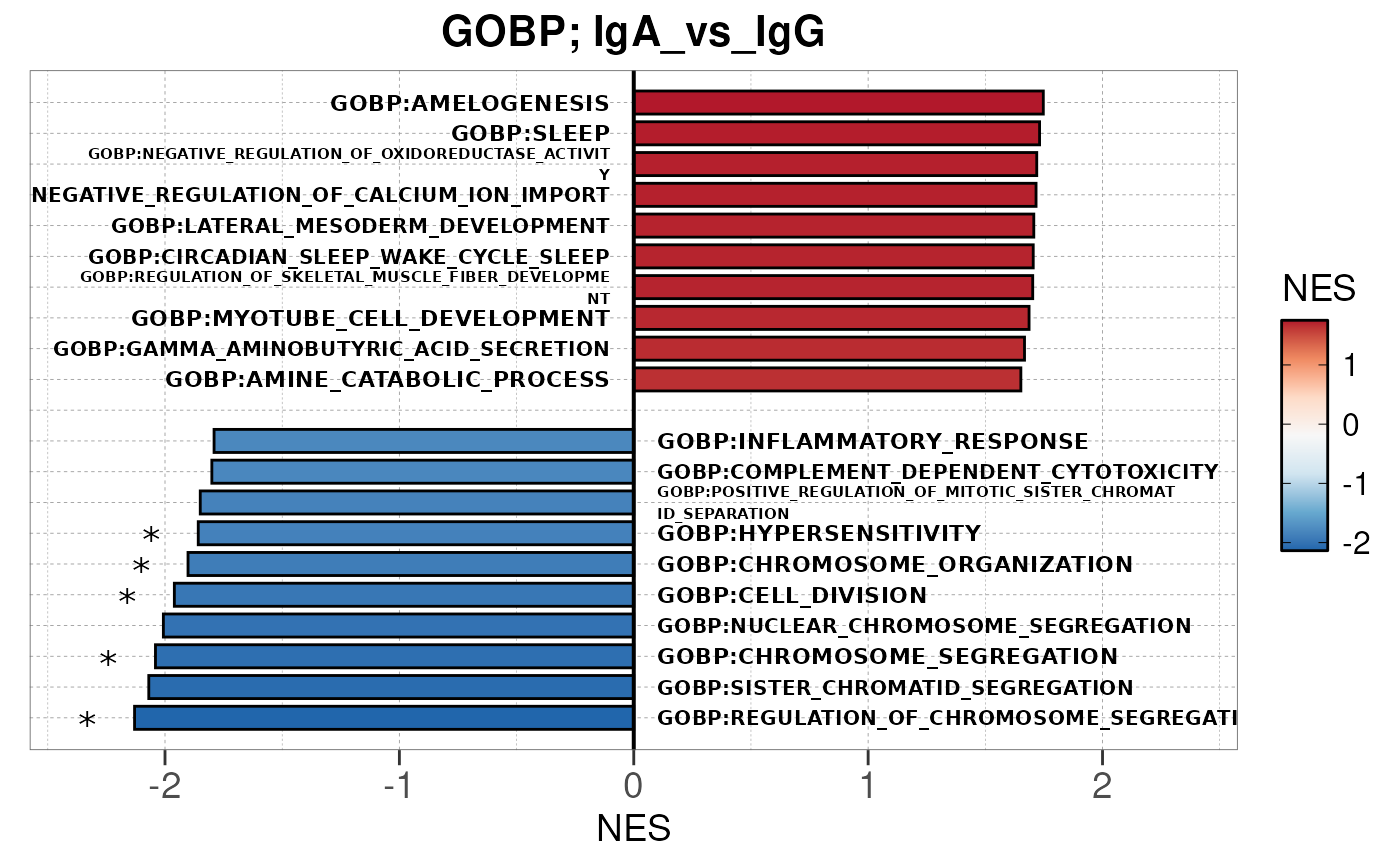 GOBP; IgA_vs_IgG
GOBP:AMELOGENESIS
GOBP:SLEEP
GOBP:NEGATIVE_REGULATION_OF_OXIDOREDUCTASE_ACTIVIT
Y
NEGATIVE_REGULATION_OF_CALCIUM_ION_IMPORT
GOBP:LATERAL_MESODERM_DEVELOPMENT
GOBP:CIRCADIAN_SLEEP_WAKE_CYCLE_SLEEP
GOBP:REGULATION_OF_SKELETAL_MUSCLE_FIBER_DEVELOPME
NT
GOBP:MYOTUBE_CELL_DEVELOPMENT
GOBP:GAMMA_AMINOBUTYRIC_ACID_SECRETION
GOBP:AMINE_CATABOLIC_PROCESS
GOBP:INFLAMMATORY_RESPONSE
GOBP:COMPLEMENT_DEPENDENT_CYTOTOXICITY
GOBP:POSITIVE_REGULATION_OF_MITOTIC_SISTER_CHROMAT
ID_SEPARATION
* GOBP:HYPERSENSITIVITY
* GOBP:CHROMOSOME_ORGANIZATION
* GOBP:CELL_DIVISION
GOBP:NUCLEAR_CHROMOSOME_SEGREGATION
* GOBP:CHROMOSOME_SEGREGATION
GOBP:SISTER_CHROMATID_SEGREGATION
* GOBP:REGULATION_OF_CHROMOSOME_SEGREGATI
-2 -1 0 1 2
NES
NES
1
0
-1
-2